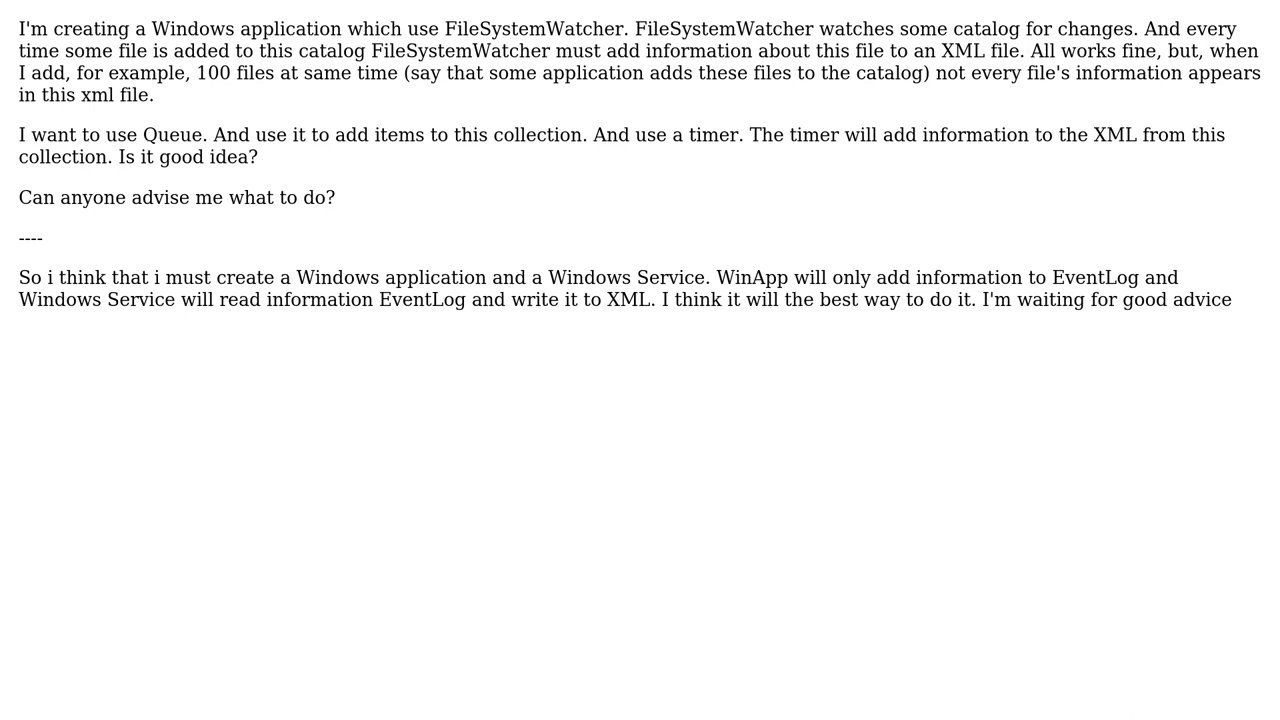 I'm creating a Windows application which use FileSystemWatcher. FileSystemWatcher watches some catalog for changes. And every
time some file is added to this catalog FileSystemWatcher must add information about this file to an XML file. All works fine, but, when
I add, for example, 100 files at same time (say that some application adds these files to the catalog) not every file's information appears
in this xml file.
I want to use Queue. And use it to add items to this collection. And use a timer. The timer will add information to the XML from this
collection. Is it good idea?
Can anyone advise me what to do?
----
So i think that i must create a Windows application and a Windows Service. WinApp will only add information to EventLog and
Windows Service will read information EventLog and write it to XML. I think it will the best way to do it. I'm waiting for good advice